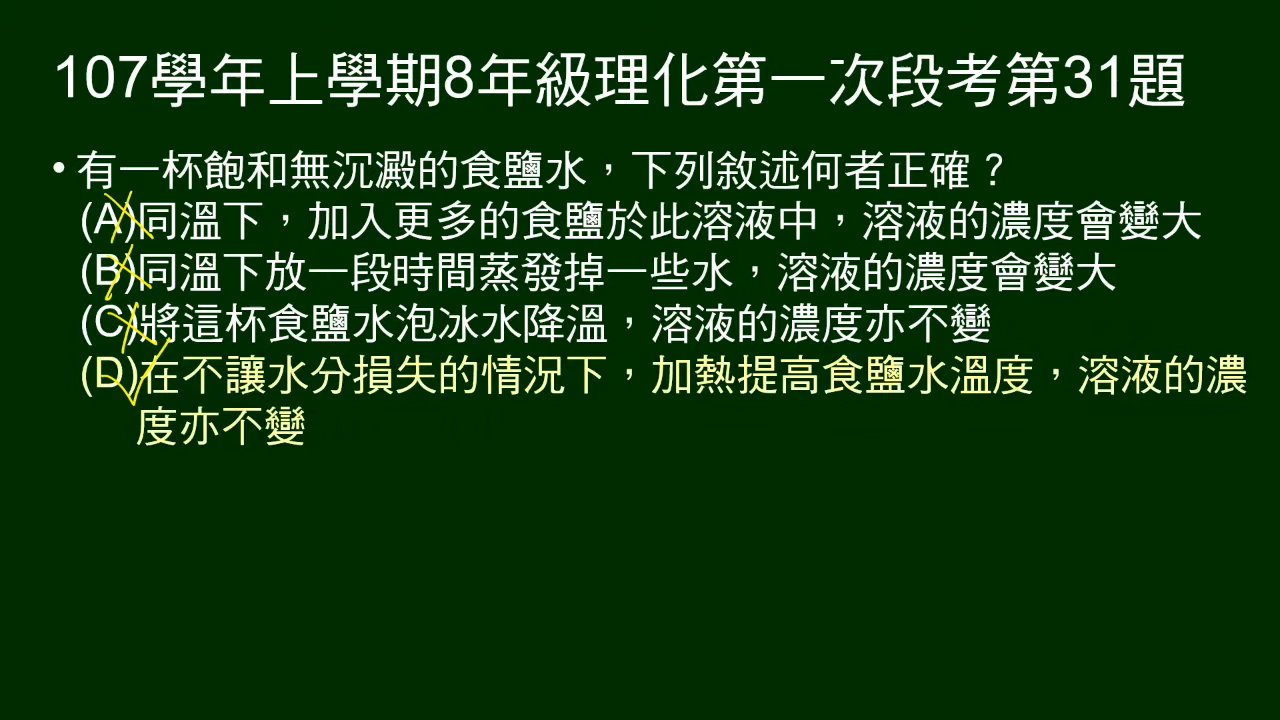 107學年上學期8年級理化第一次段考第31題
• 有一杯飽和無沉澱的食鹽水，下列敘述何者正確？
(A)同溫下，加入更多的食鹽於此溶液中，溶液的濃度會變大
(B)同溫下放一段時間蒸發掉一些水，溶液的濃度會變大
(C)將這杯食鹽水泡冰水降溫，溶液的濃度亦不變
(D)在不讓水分損失的情況下，加熱提高食鹽水溫度，溶液的濃
度亦不變